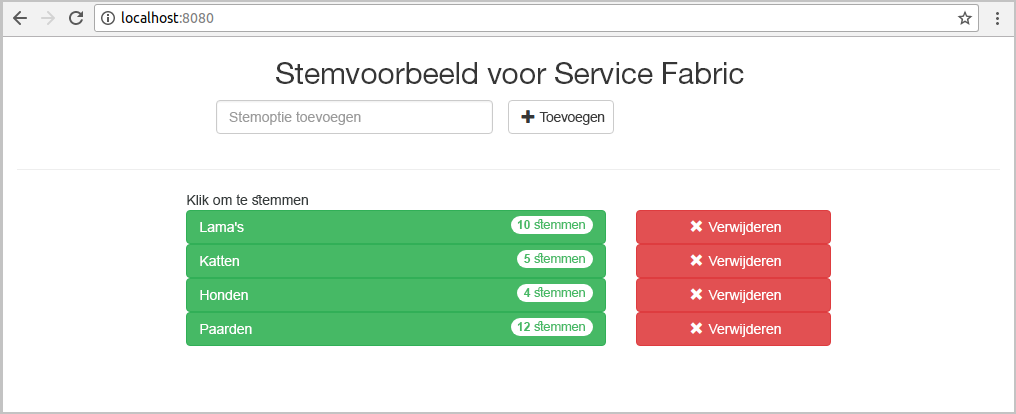 localhost:8080
Stemvoorbeeld voor Service Fabric
Stemoptie toevoegen
Toevoegen
Klik om te stemmen
Lama's 10 stemmen Verwijderen
Katten 5 stemmen Verwijderen
Honden 4 stemmen Verwijderen
Paarden 12 stemmen Verwijderen